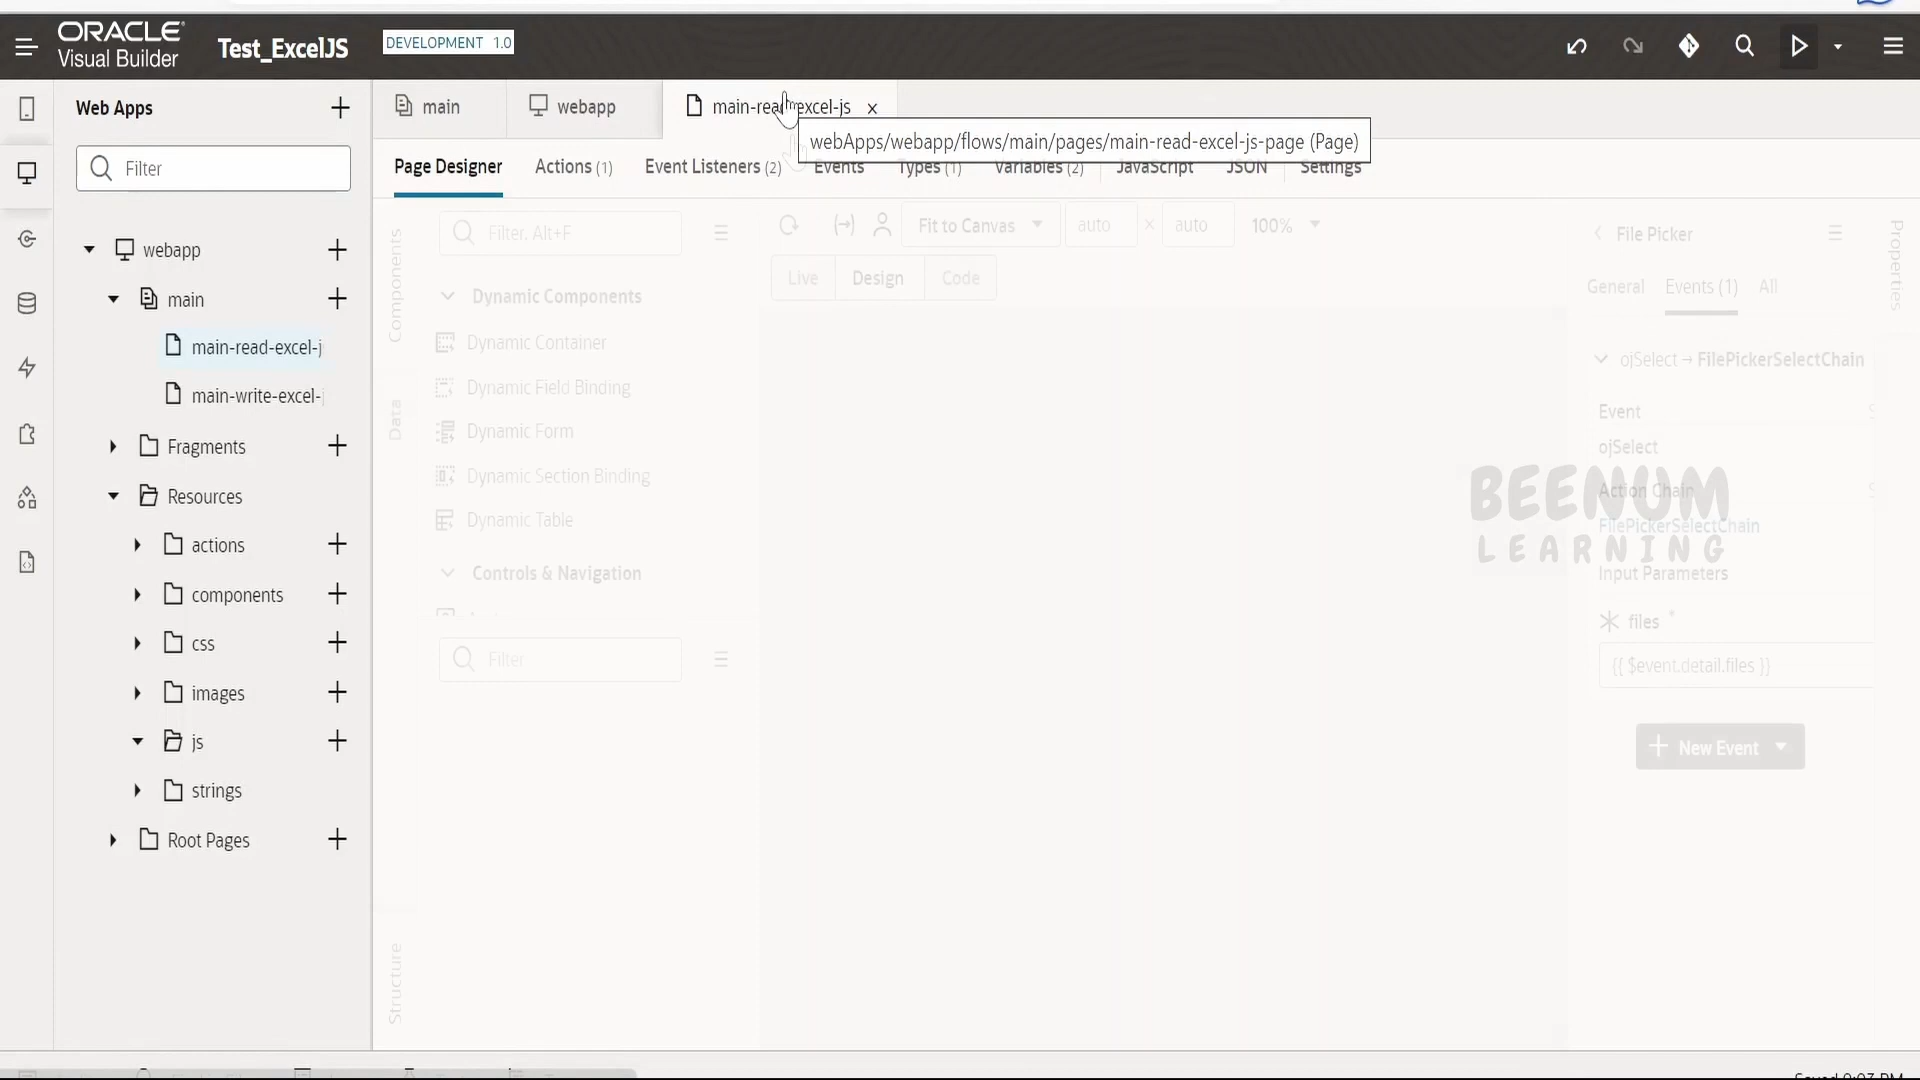 ORACLE
Visual Builder
Test_ExcelJS
DEVELOPMENT 1.0
Web Apps
Filter
webapp
main
main-read-excel-j
main-write-excel-j
Fragments
Resources
actions
components
css
images
js
strings
Root Pages
main
webapp
main-read-excel-js
webApps/webapp/flows/main/pages/main-read-excel-js-page (Page)
Page Designer
Actions (1)
Event Listeners (2)
Events
Types (1)
Variables (2)
JavaScript
JSON
Settings
Components
Data
Structure
Filter. Alt+F
Dynamic Components
Dynamic Container
Dynamic Field Binding
Dynamic Form
Dynamic Section Binding
Dynamic Table
Controls & Navigation
Filter
Fit to Canvas
auto
×
auto
100%
Live
Design
Code
File Picker
General
Events (1)
All
Properties
ojSelect → FilePickerSelectChain
Event
ojSelect
Action Chain
FilePickerSelectChain
BEENUM
LEARNING
Input Parameters
files *
{{ $event.detail.files }}
New Event